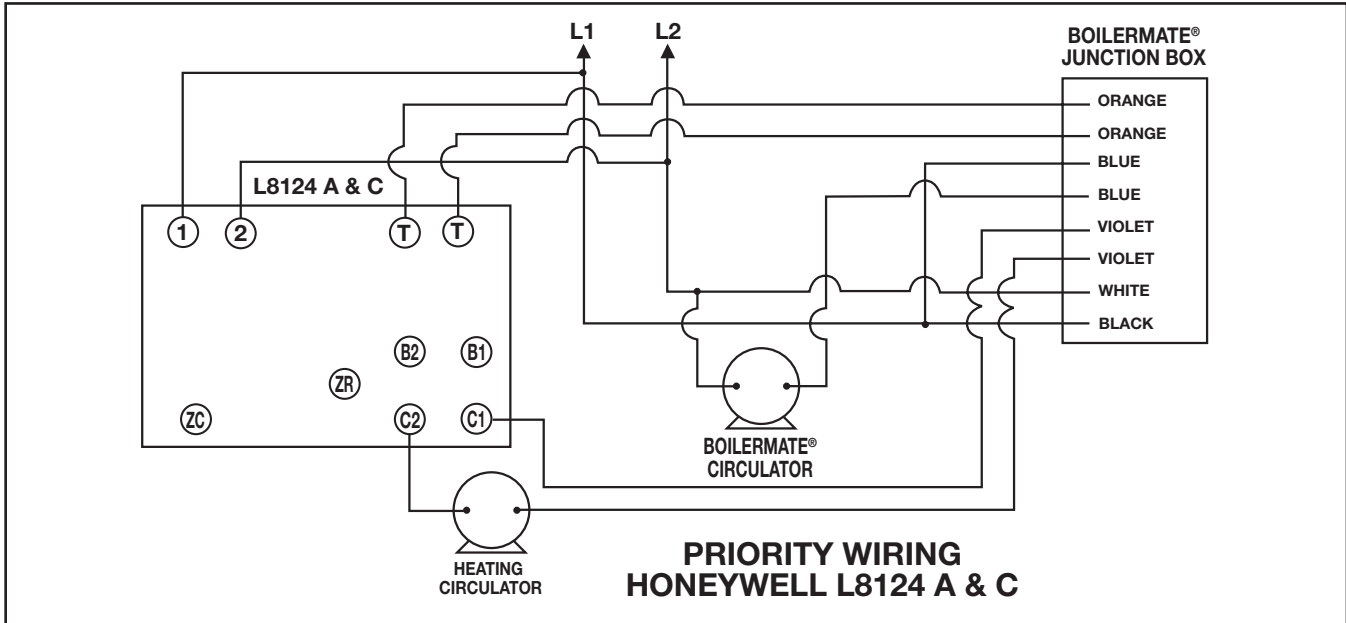 L1
L2
BOILERMATE®
JUNCTION BOX
ORANGE
ORANGE
BLUE
BLUE
VIOLET
VIOLET
WHITE
BLACK
L8124 A & C
1
2
T
T
B2
B1
ZR
ZC
C2
C1
BOILERMATE®
CIRCULATOR
HEATING
CIRCULATOR
PRIORITY WIRING
HONEYWELL L8124 A & C